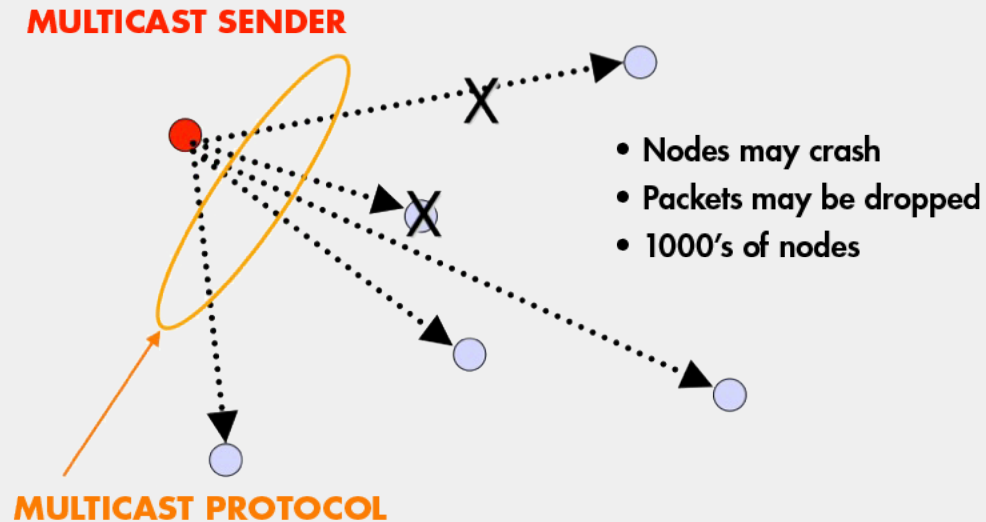 MULTICAST SENDER
X
• Nodes may crash
• Packets may be dropped
X
• 1000's of nodes
MULTICAST PROTOCOL